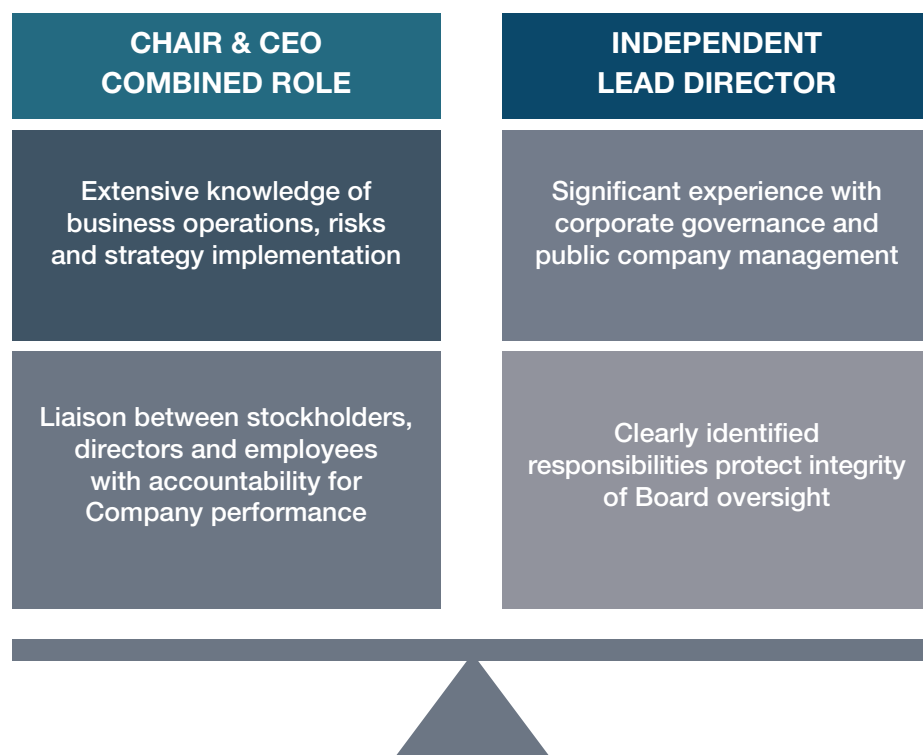 CHAIR & CEO
COMBINED ROLE
Extensive knowledge of
business operations, risks
and strategy implementation
Liaison between stockholders,
directors and employees
with accountability for
Company performance
INDEPENDENT
LEAD DIRECTOR
Significant experience with
corporate governance and
public company management
Clearly identified
responsibilities protect integrity
of Board oversight